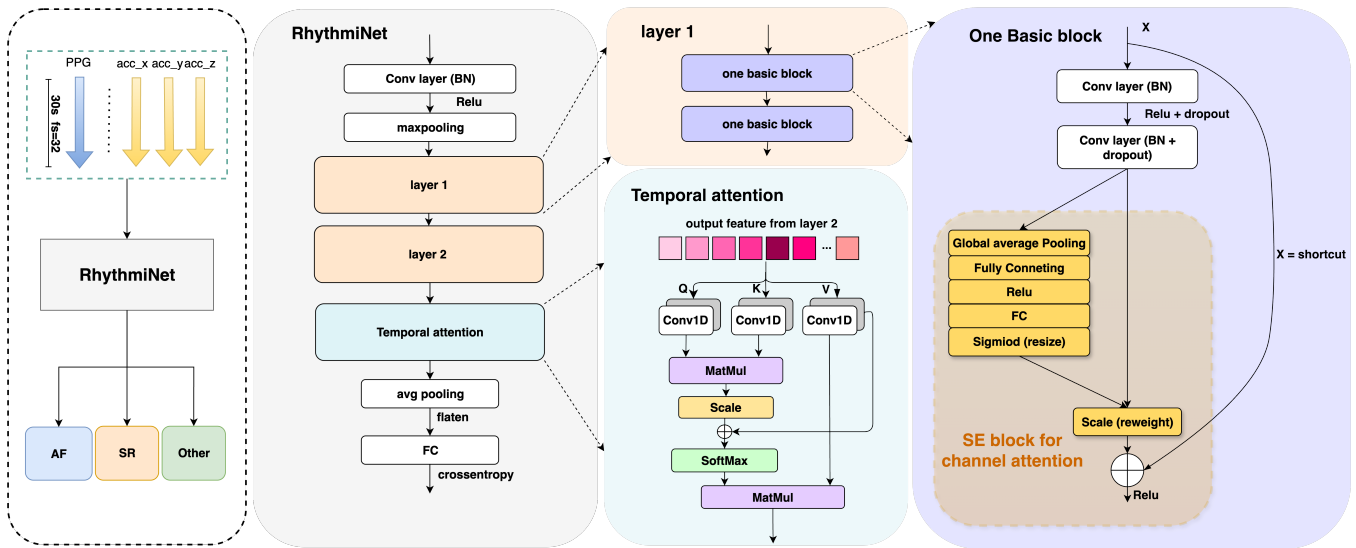 PPG
acc_x acc_y acc_z
30s fs=32
RhythmiNet
AF
SR
Other
RhythmiNet
Conv layer (BN)
Relu
maxpooling
layer 1
layer 2
Temporal attention
avg pooling
flaten
FC
crossentropy
layer 1
one basic block
one basic block
Temporal attention
output feature from layer 2
...
Q
K
V
Conv1D
Conv1D
Conv1D
MatMul
Scale
SoftMax
MatMul
One Basic block
X
Conv layer (BN)
Relu + dropout
Conv layer (BN +
dropout)
X = shortcut
Global average Pooling
Fully Conneting
Relu
FC
Sigmiod (resize)
Scale (reweight)
SE block for
channel attention
Relu